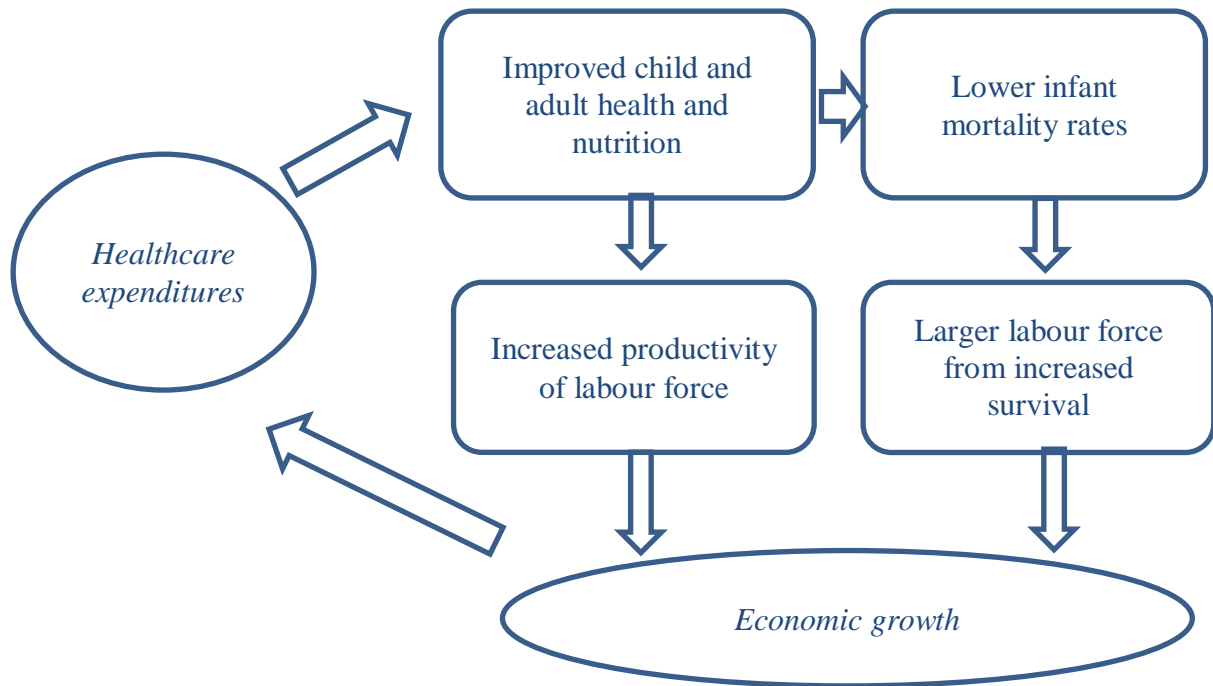 Improved child and
adult health and
nutrition
Lower infant
mortality rates
Healthcare
expenditures
Increased productivity
of labour force
Larger labour force
from increased
survival
Economic growth